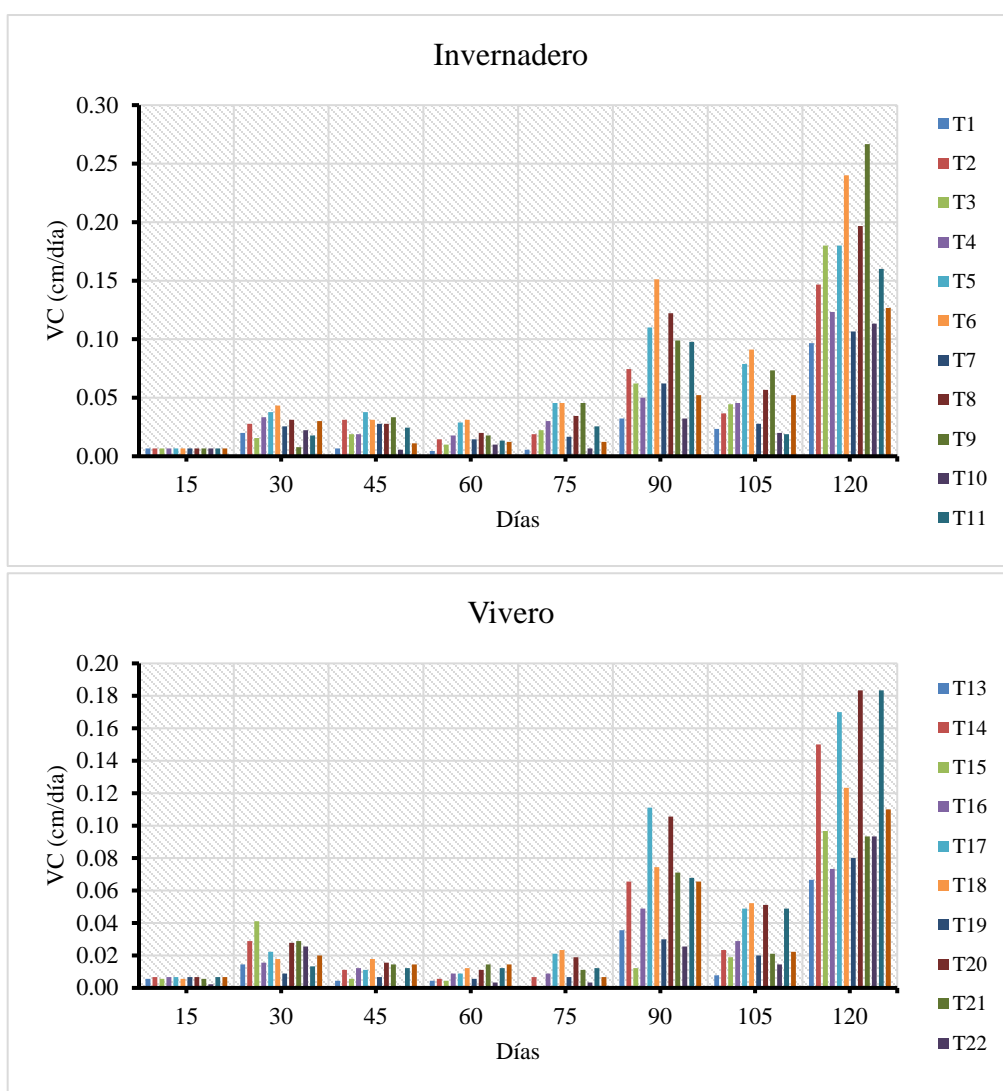 Invernadero
0.30
0.25
0.20
0.15
0.10
0.05
0.00
VC (cm/día)
15 30 45 60 75 90 105 120
Días
T1
T2
T3
T4
T5
T6
T7
T8
T9
T10
T11
Vivero
0.20
0.18
0.16
0.14
0.12
0.10
0.08
0.06
0.04
0.02
0.00
VC (cm/día)
15 30 45 60 75 90 105 120
Días
T13
T14
T15
T16
T17
T18
T19
T20
T21
T22